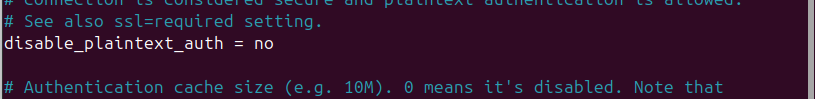 # Connection is considered secure and plaintext authentication is allowed.
# See also ssl=required setting.
disable_plaintext_auth = no
# Authentication cache size (e.g. 10M). 0 means it's disabled. Note that